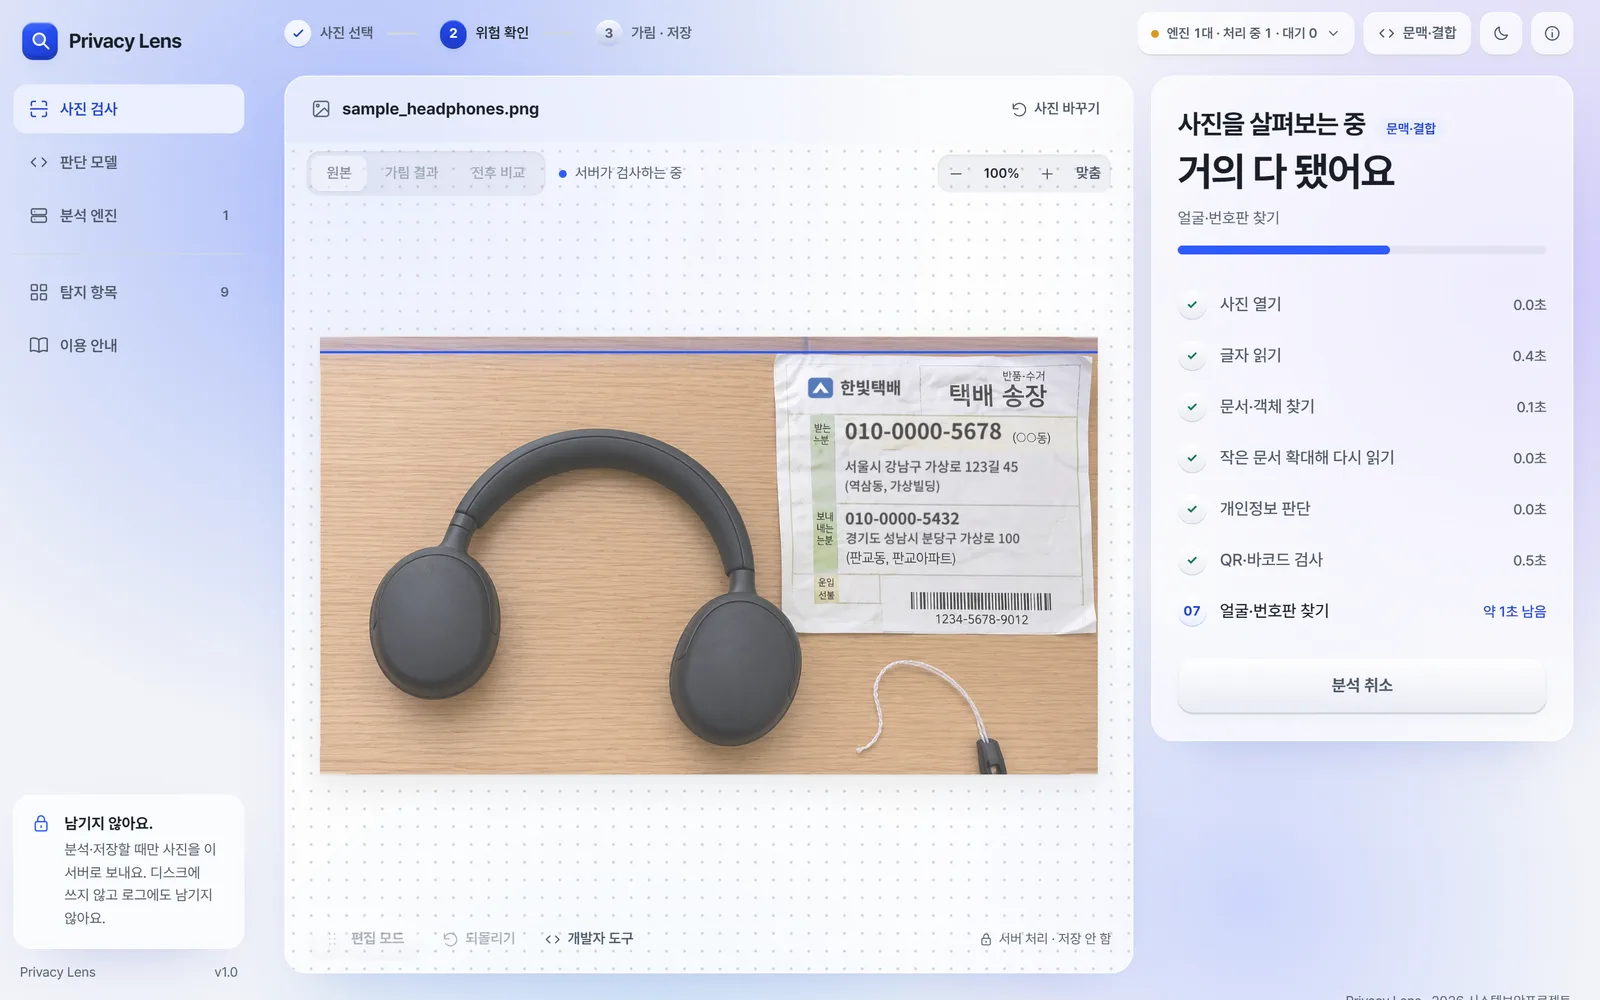 Privacy Lens
사진 선택
2 위험 확인
3 가림 · 저장
엔진 1대 · 처리 중 1 · 대기 0
문맥·결합
사진 검사
판단 모델
분석 엔진 1
탐지 항목 9
이용 안내
남기지 않아요.
분석·저장할 때만 사진을 이
서버로 보내요. 디스크에
쓰지 않고 로그에도 남기지
않아요.
Privacy Lens v1.0
sample_headphones.png
사진 바꾸기
원본 가림 결과 전후 비교
서버가 검사하는 중
100% 맞춤
한빛택배
반품·수거
택배 송장
받는
010-0000-5678 (○○동)
서울시 강남구 가상로 123길 45
(역삼동, 가상빌딩)
보내
내는
는분
010-0000-5432
경기도 성남시 분당구 가상로 100
(판교동, 판교아파트)
운임
선불
1234-5678-9012
편집 모드 되돌리기 개발자 도구
서버 처리 · 저장 안 함
사진을 살펴보는 중 문맥·결합
거의 다 됐어요
얼굴·번호판 찾기
사진 열기 0.0초
글자 읽기 0.4초
문서·객체 찾기 0.1초
작은 문서 확대해 다시 읽기 0.0초
개인정보 판단 0.0초
QR·바코드 검사 0.5초
07 얼굴·번호판 찾기 약 1초 남음
분석 취소